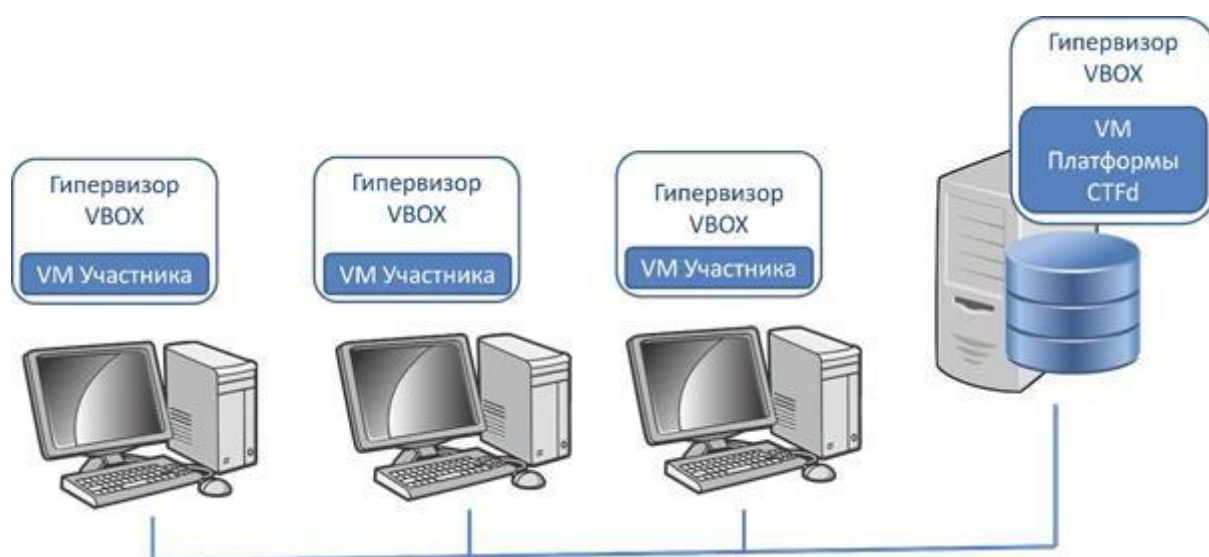 Гипервизор
VBOX
VM Участника
Гипервизор
VBOX
VM Участника
Гипервизор
VBOX
VM Участника
Гипервизор
VBOX
VM
Платформы
CTFd